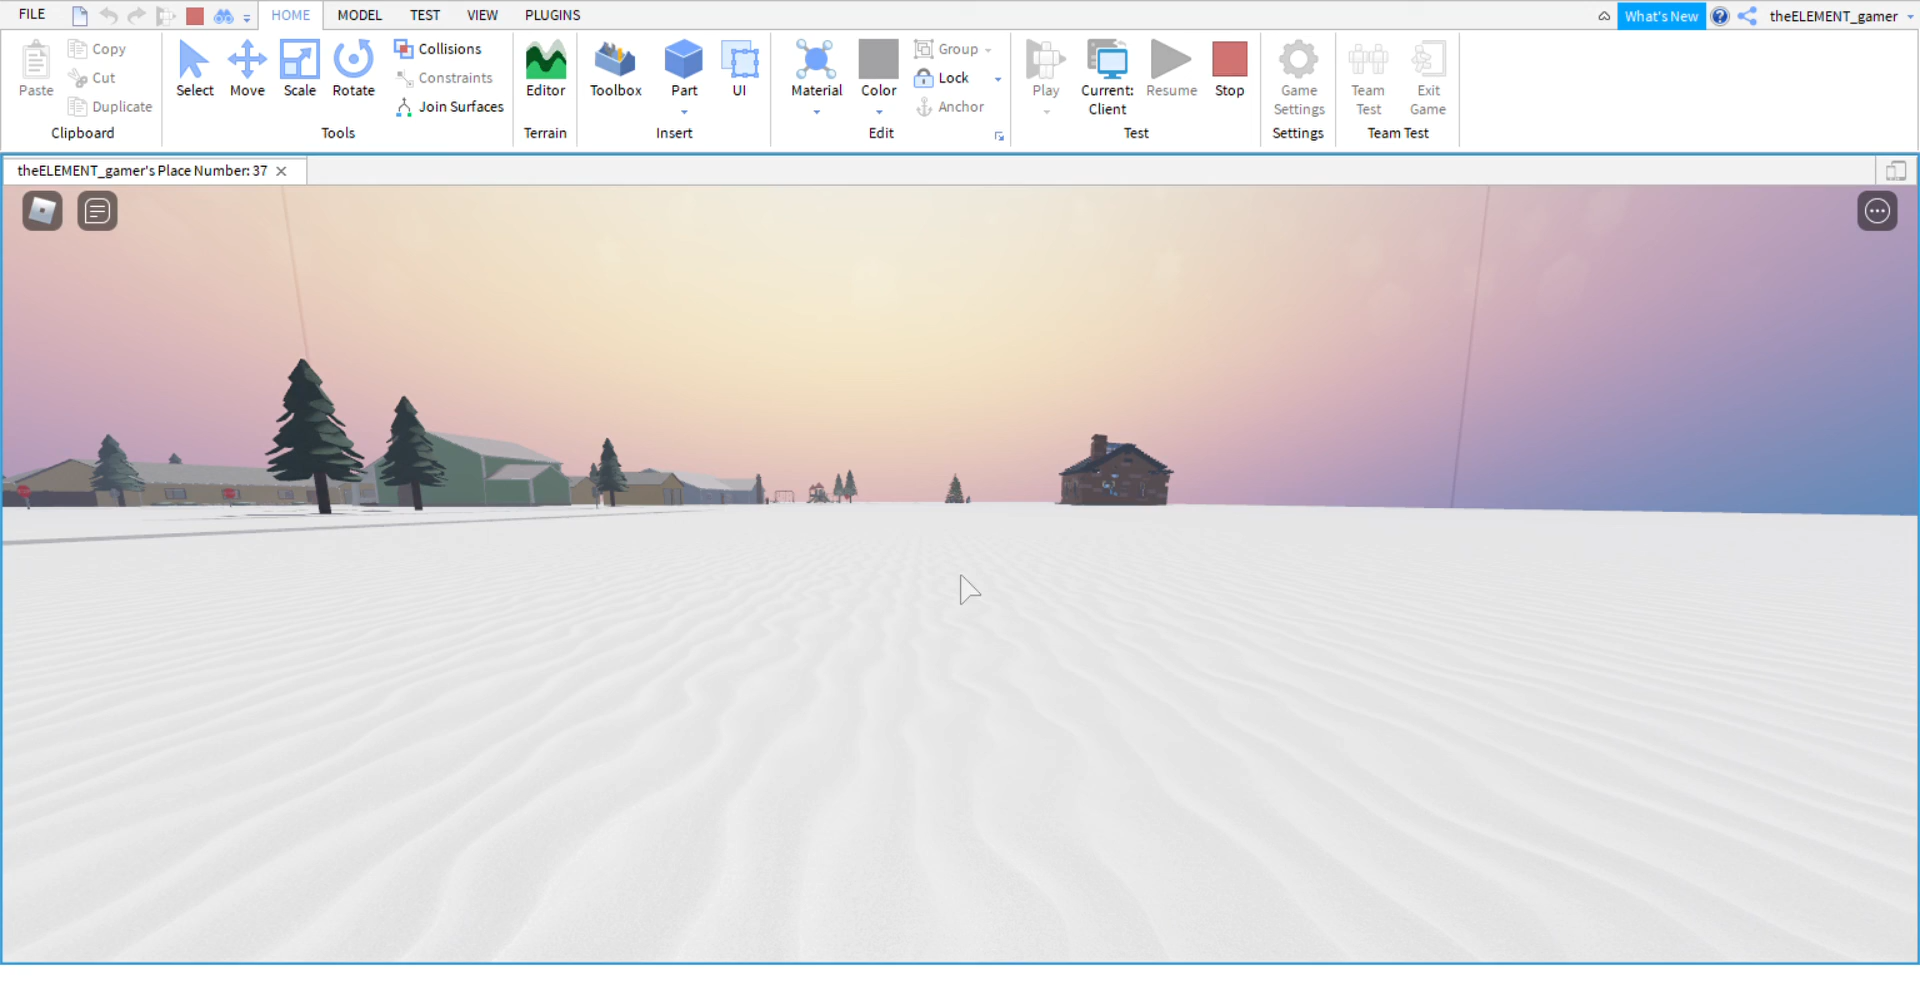 FILE HOME MODEL TEST VIEW PLUGINS What's New theELEMENT_gamer
Paste Copy Cut Duplicate
Clipboard
Select Move Scale Rotate Collisions Constraints Join Surfaces
Tools
Editor
Terrain
Toolbox Part UI
Insert
Material Color Group Lock Anchor
Edit
Play Current: Client Resume Stop
Test
Game Settings
Settings
Team Test Exit Game
Team Test
theELEMENT_gamer's Place Number: 37